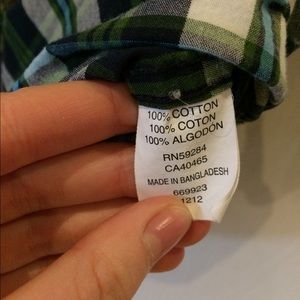 100% COTTON
100% COTON
100% ALGODON
RN59284
CA40465
MADE IN BANGLADESH
669923
1212